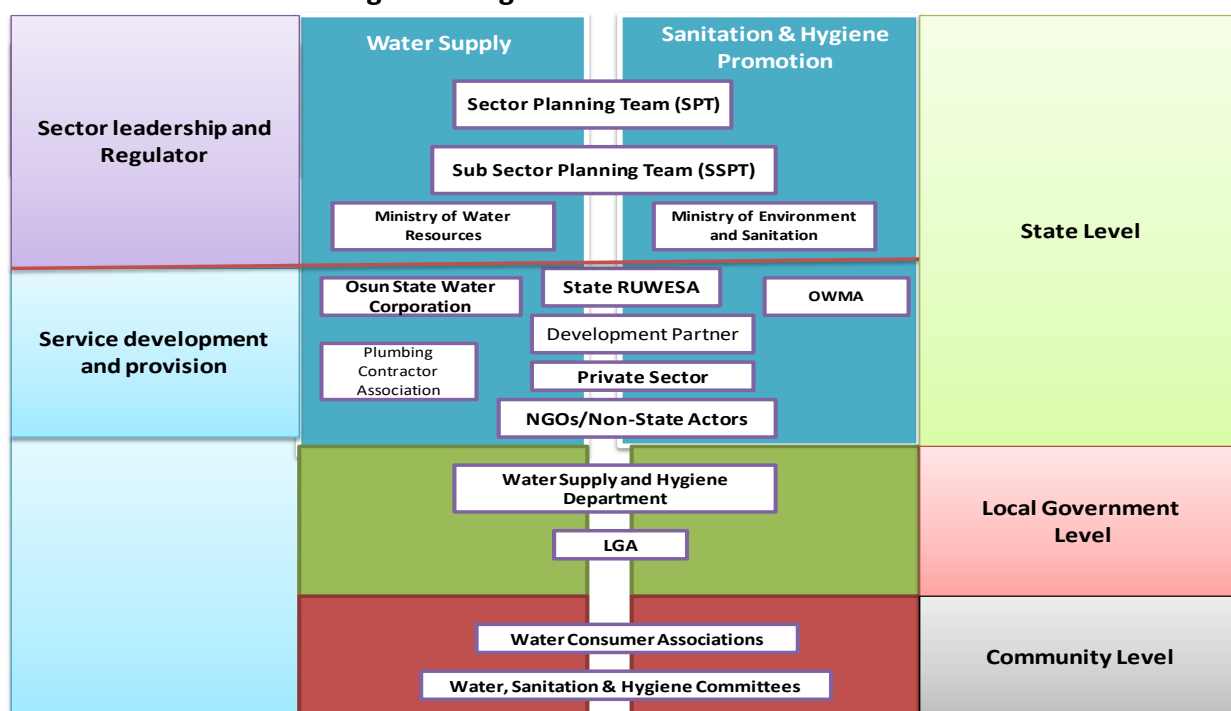 Water Supply
Sanitation & Hygiene
Promotion
Sector leadership and
Regulator
Sector Planning Team (SPT)
Sub Sector Planning Team (SSPT)
Ministry of Water
Resources
Ministry of Environment
and Sanitation
State Level
Service development
and provision
Osun State Water
Corporation
State RUWESA
OWMA
Development Partner
Plumbing
Contractor
Association
Private Sector
NGOs/Non-State Actors
Water Supply and Hygiene
Department
LGA
Local Government
Level
Water Consumer Associations
Water, Sanitation & Hygiene Committees
Community Level